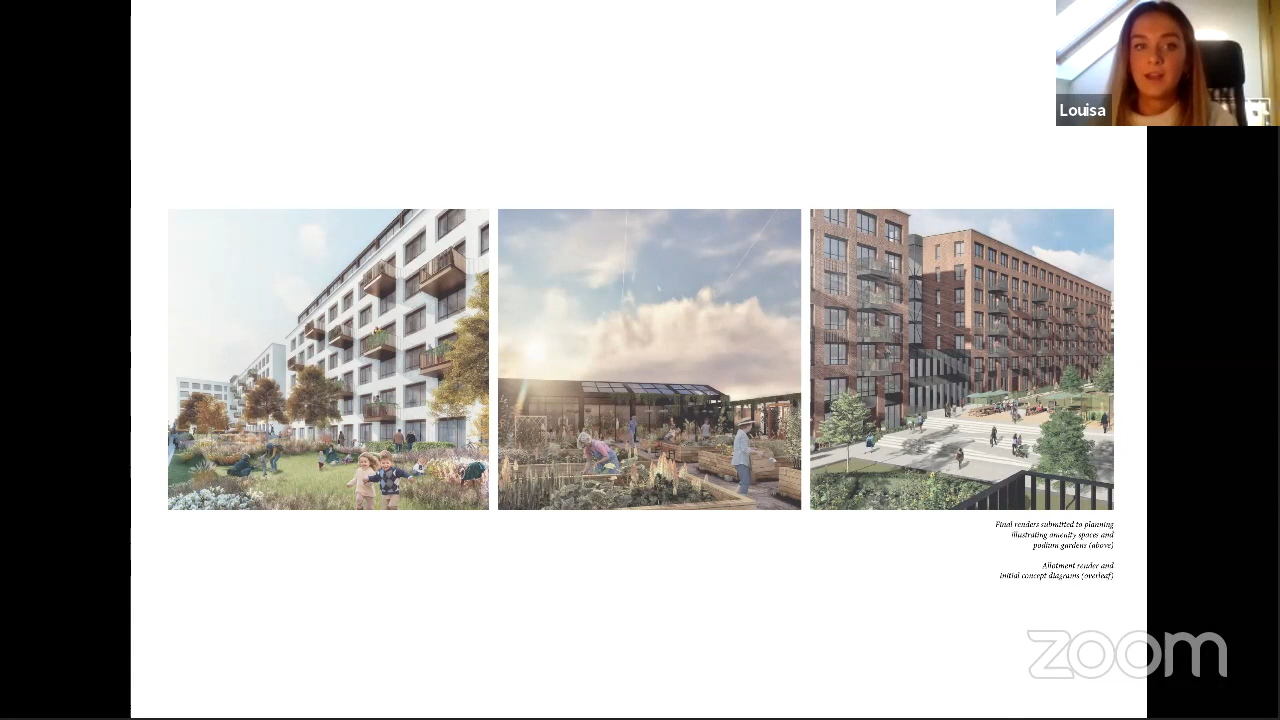 Louisa
Final renders submitted to planning
illustrating amenity spaces and
podium gardens (above)
Allotment render and
initial concept diagrams (overleaf)
zoom